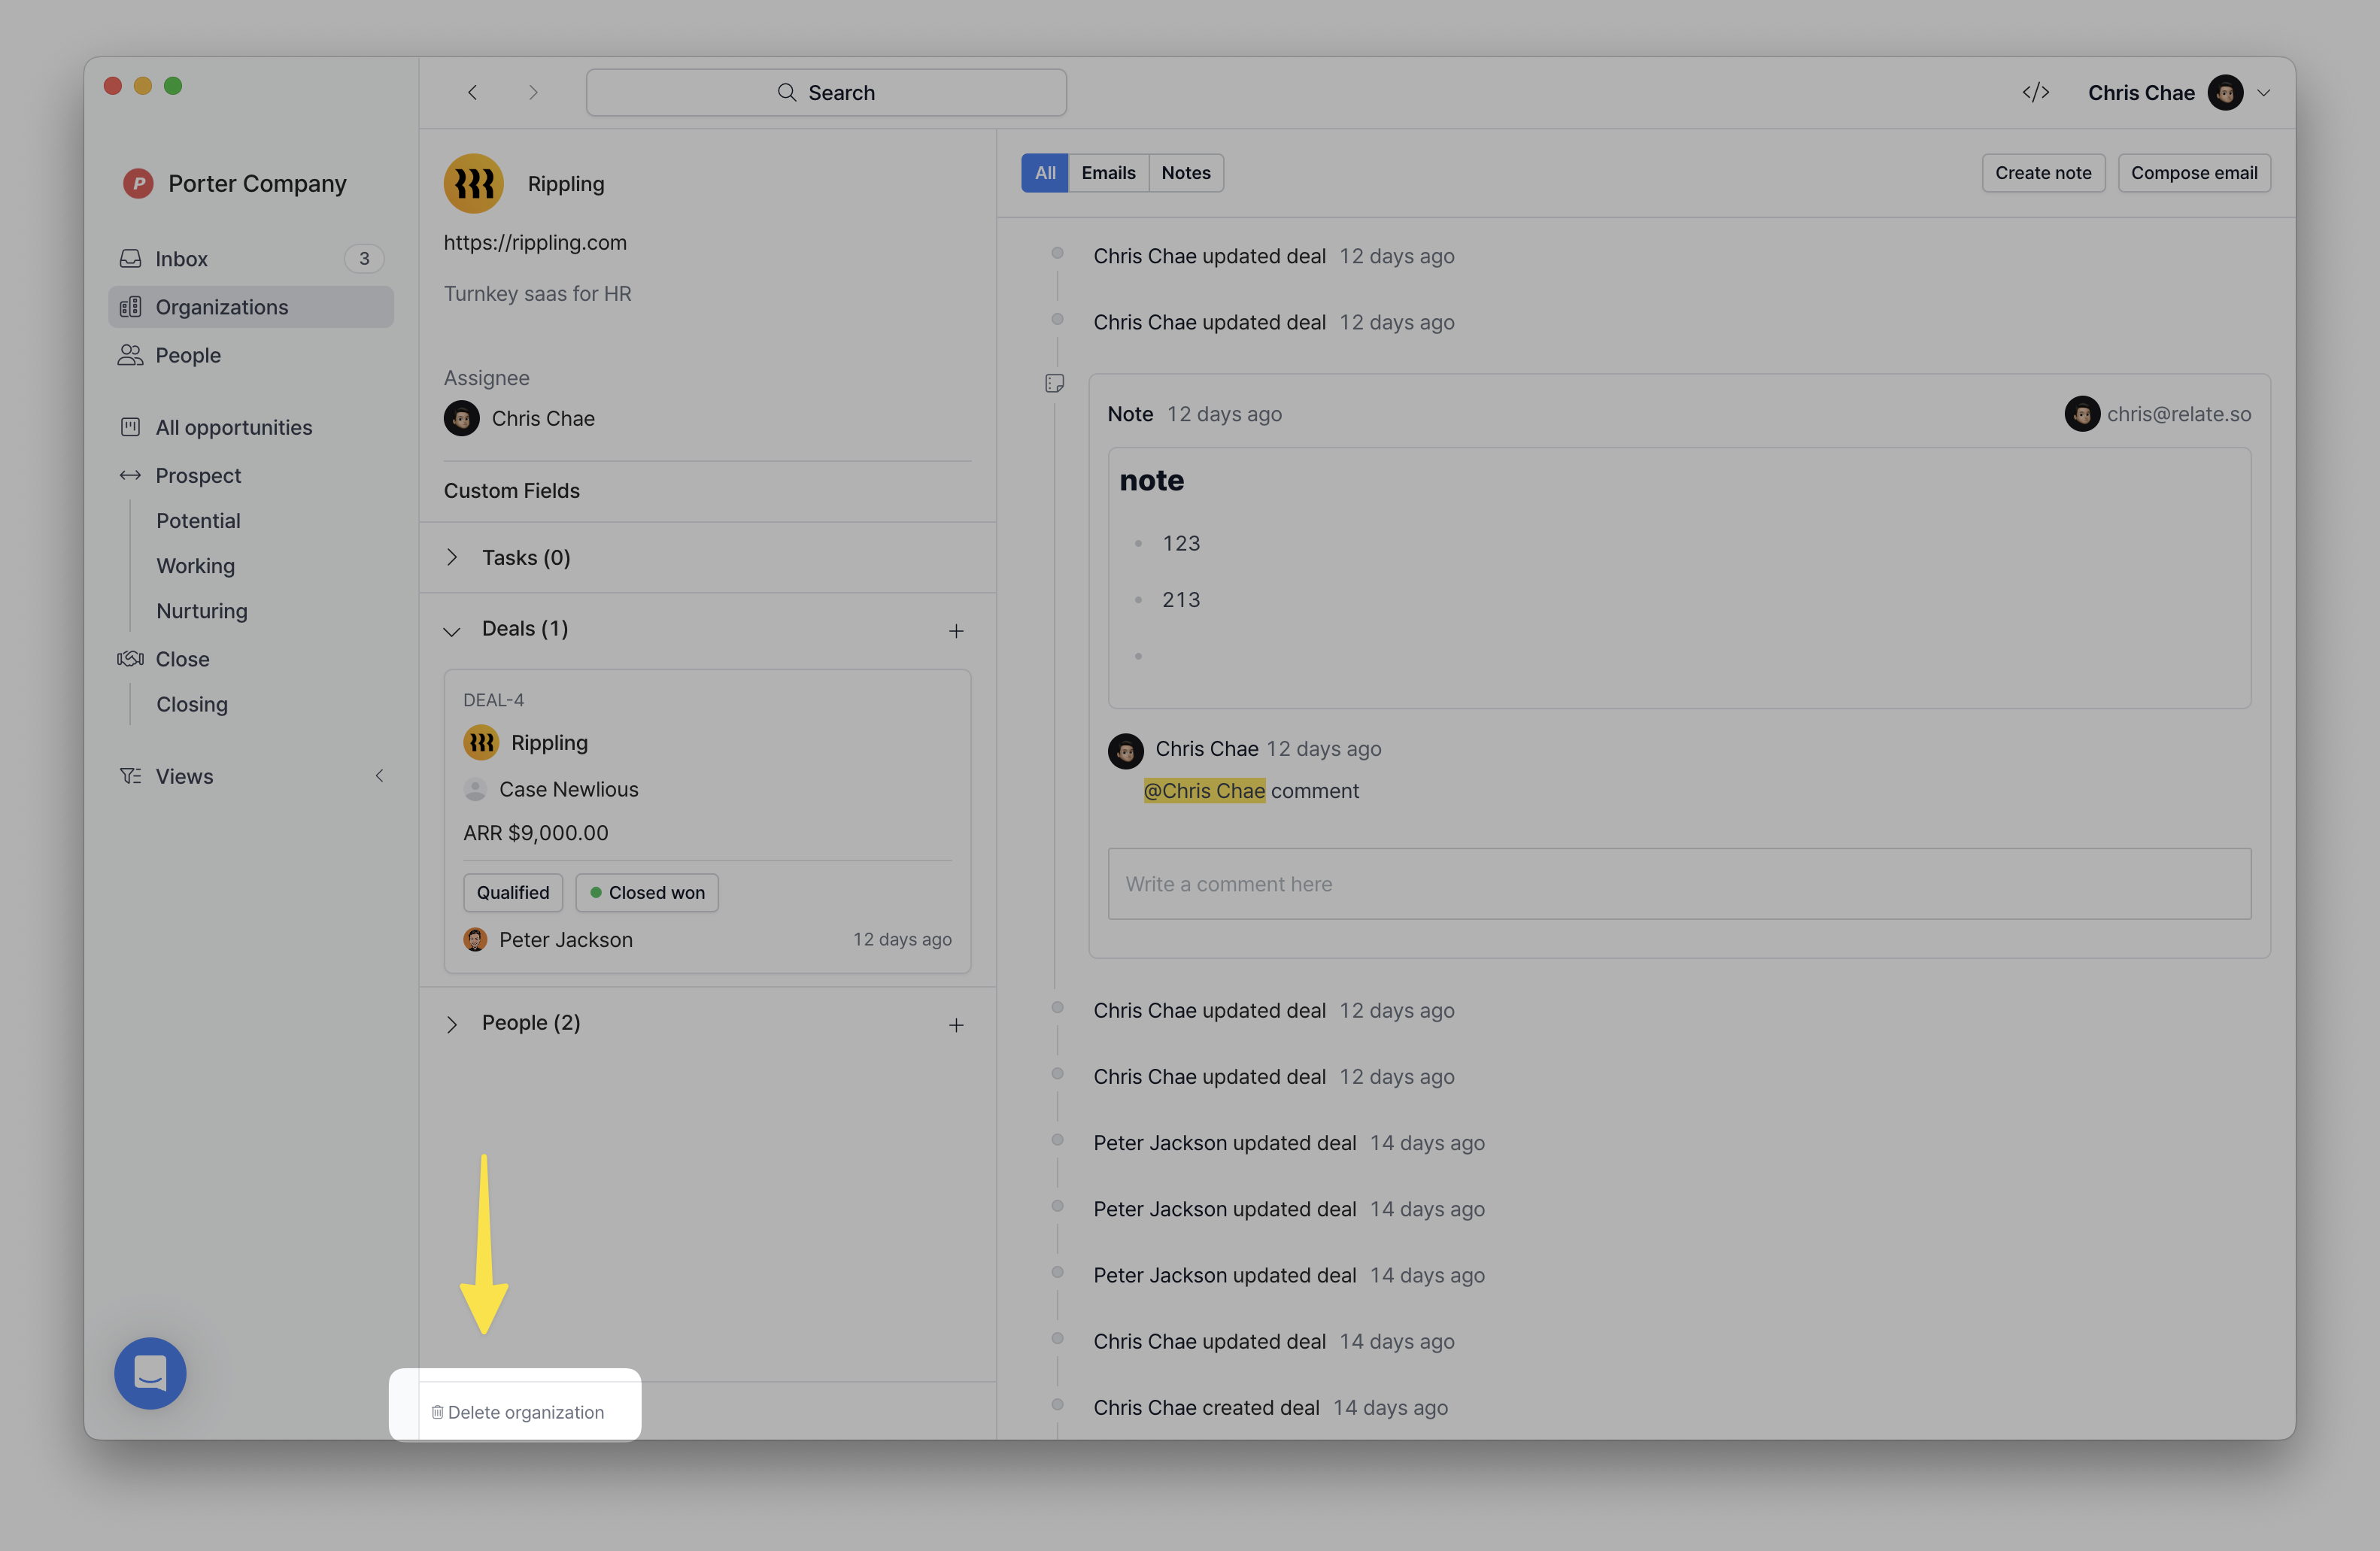 Search
Chris Chae
P Porter Company
Inbox 3
Organizations
People
All opportunities
Prospect
Potential
Working
Nurturing
Close
Closing
Views
Rippling
https://rippling.com
Turnkey saas for HR
Assignee
Chris Chae
Custom Fields
Tasks (0)
Deals (1)
DEAL-4
Rippling
Case Newlious
ARR $9,000.00
Qualified Closed won
Peter Jackson 12 days ago
People (2)
Delete organization
All Emails Notes Create note Compose email
Chris Chae updated deal 12 days ago
Chris Chae updated deal 12 days ago
Note 12 days ago chris@relate.so
note
123
213
Chris Chae 12 days ago
@Chris Chae comment
Write a comment here
Chris Chae updated deal 12 days ago
Chris Chae updated deal 12 days ago
Peter Jackson updated deal 14 days ago
Peter Jackson updated deal 14 days ago
Peter Jackson updated deal 14 days ago
Chris Chae updated deal 14 days ago
Chris Chae created deal 14 days ago